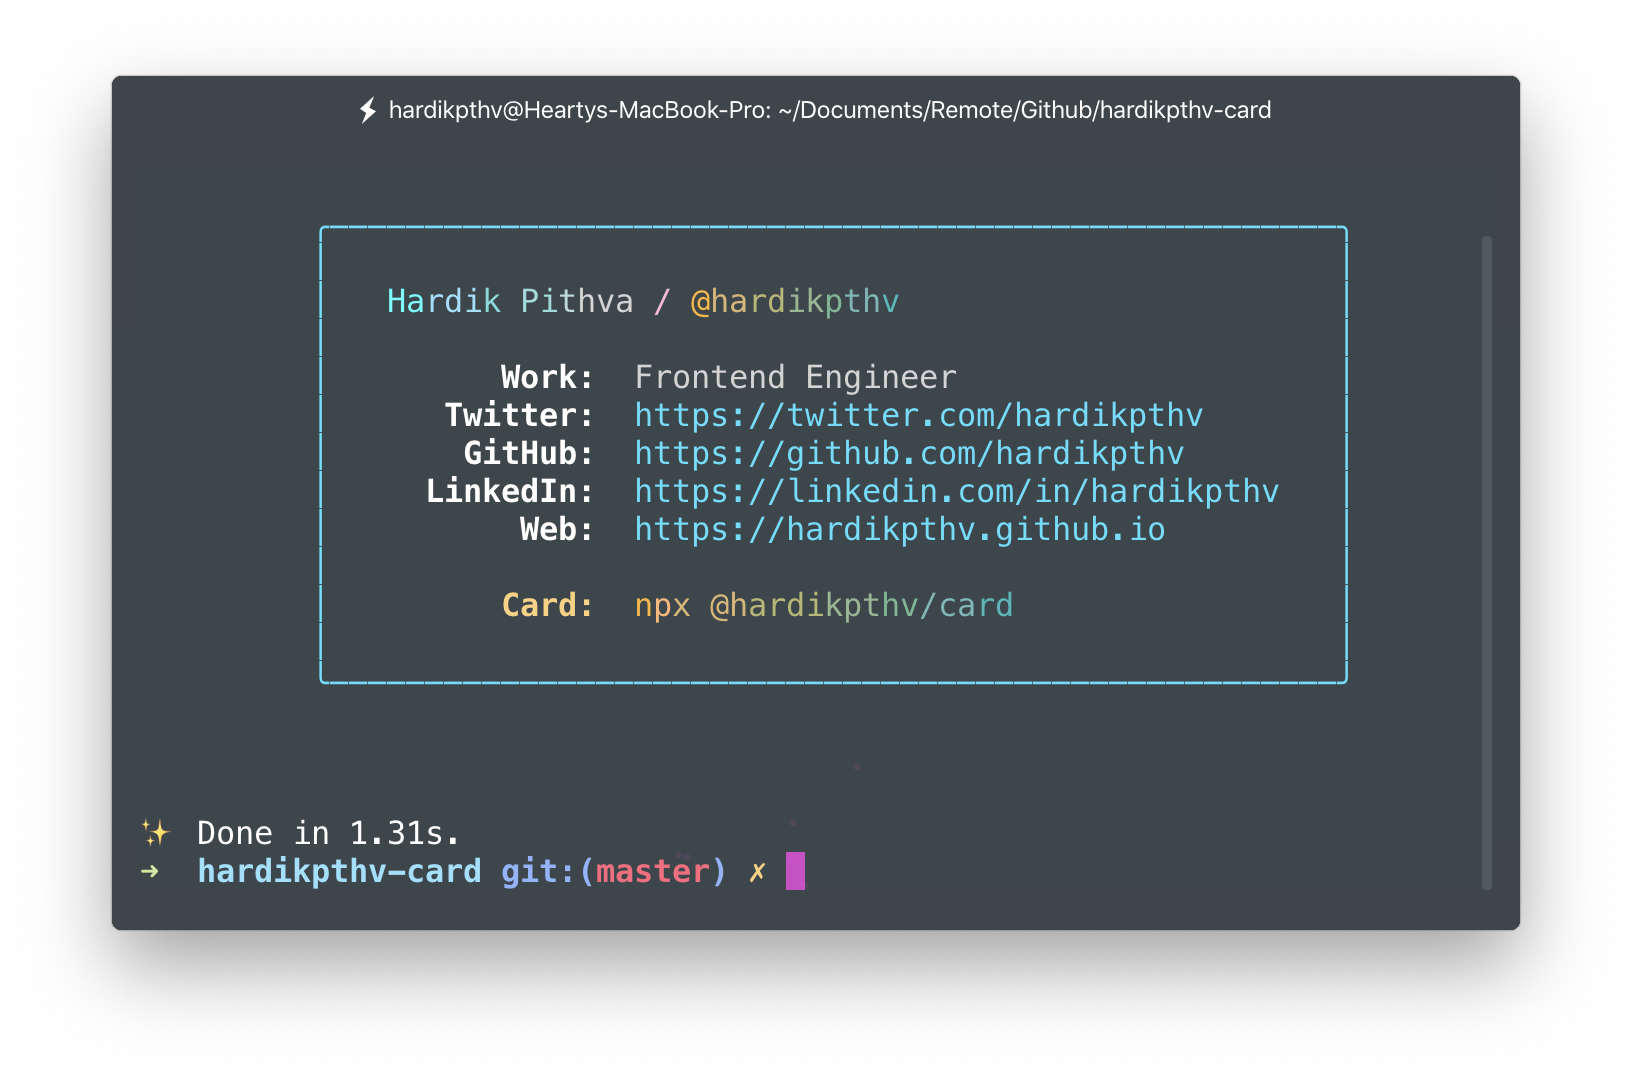 hardikpthv@Heartys-MacBook-Pro: ~/Documents/Remote/Github/hardikpthv-card
Hardik Pithva / @hardikpthv
Work: Frontend Engineer
Twitter: https://twitter.com/hardikpthv
GitHub: https://github.com/hardikpthv
LinkedIn: https://linkedin.com/in/hardikpthv
Web: https://hardikpthv.github.io
Card: npx @hardikpthv/card
✨ Done in 1.31s.
➜ hardikpthv-card git:(master) ✗